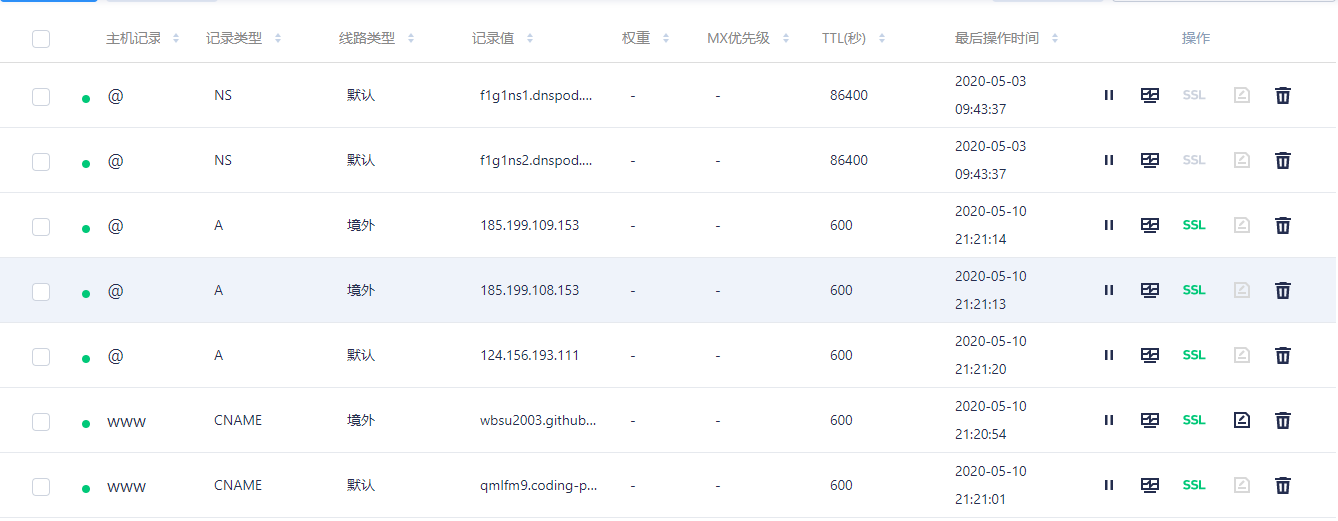 主机记录 记录类型 线路类型 记录值 权重 MX优先级 TTL(秒) 最后操作时间 操作
@ NS 默认 f1g1ns1.dnspod.... - - 86400 2020-05-03 09:43:37 SSL
@ NS 默认 f1g1ns2.dnspod.... - - 86400 2020-05-03 09:43:37 SSL
@ A 境外 185.199.109.153 - - 600 2020-05-10 21:21:14 SSL
@ A 境外 185.199.108.153 - - 600 2020-05-10 21:21:13 SSL
@ A 默认 124.156.193.111 - - 600 2020-05-10 21:21:20 SSL
www CNAME 境外 wbsu2003.github... - - 600 2020-05-10 21:20:54 SSL
www CNAME 默认 qmlfm9.coding-p... - - 600 2020-05-10 21:21:01 SSL